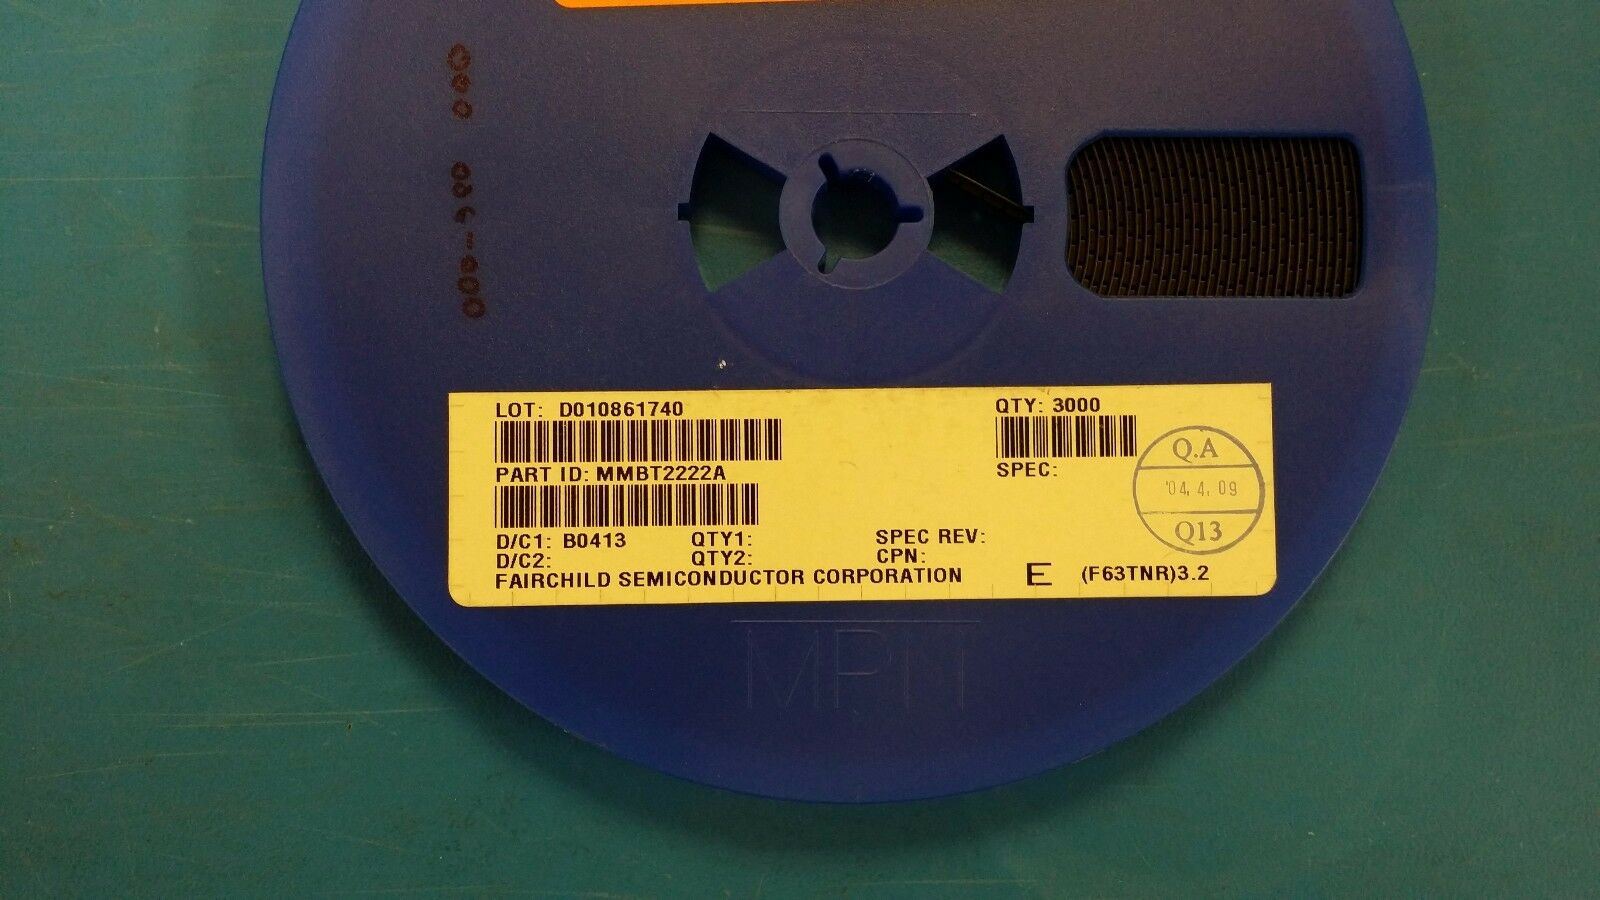 LOT: D010861740
QTY: 3000
PART ID: MMBT2222A
SPEC:
Q.A
'04. 4. 09
Q13
D/C1: B0413 QTY1: SPEC REV:
D/C2: QTY2: CPN:
FAIRCHILD SEMICONDUCTOR CORPORATION E (F63TNR)3.2
MPN